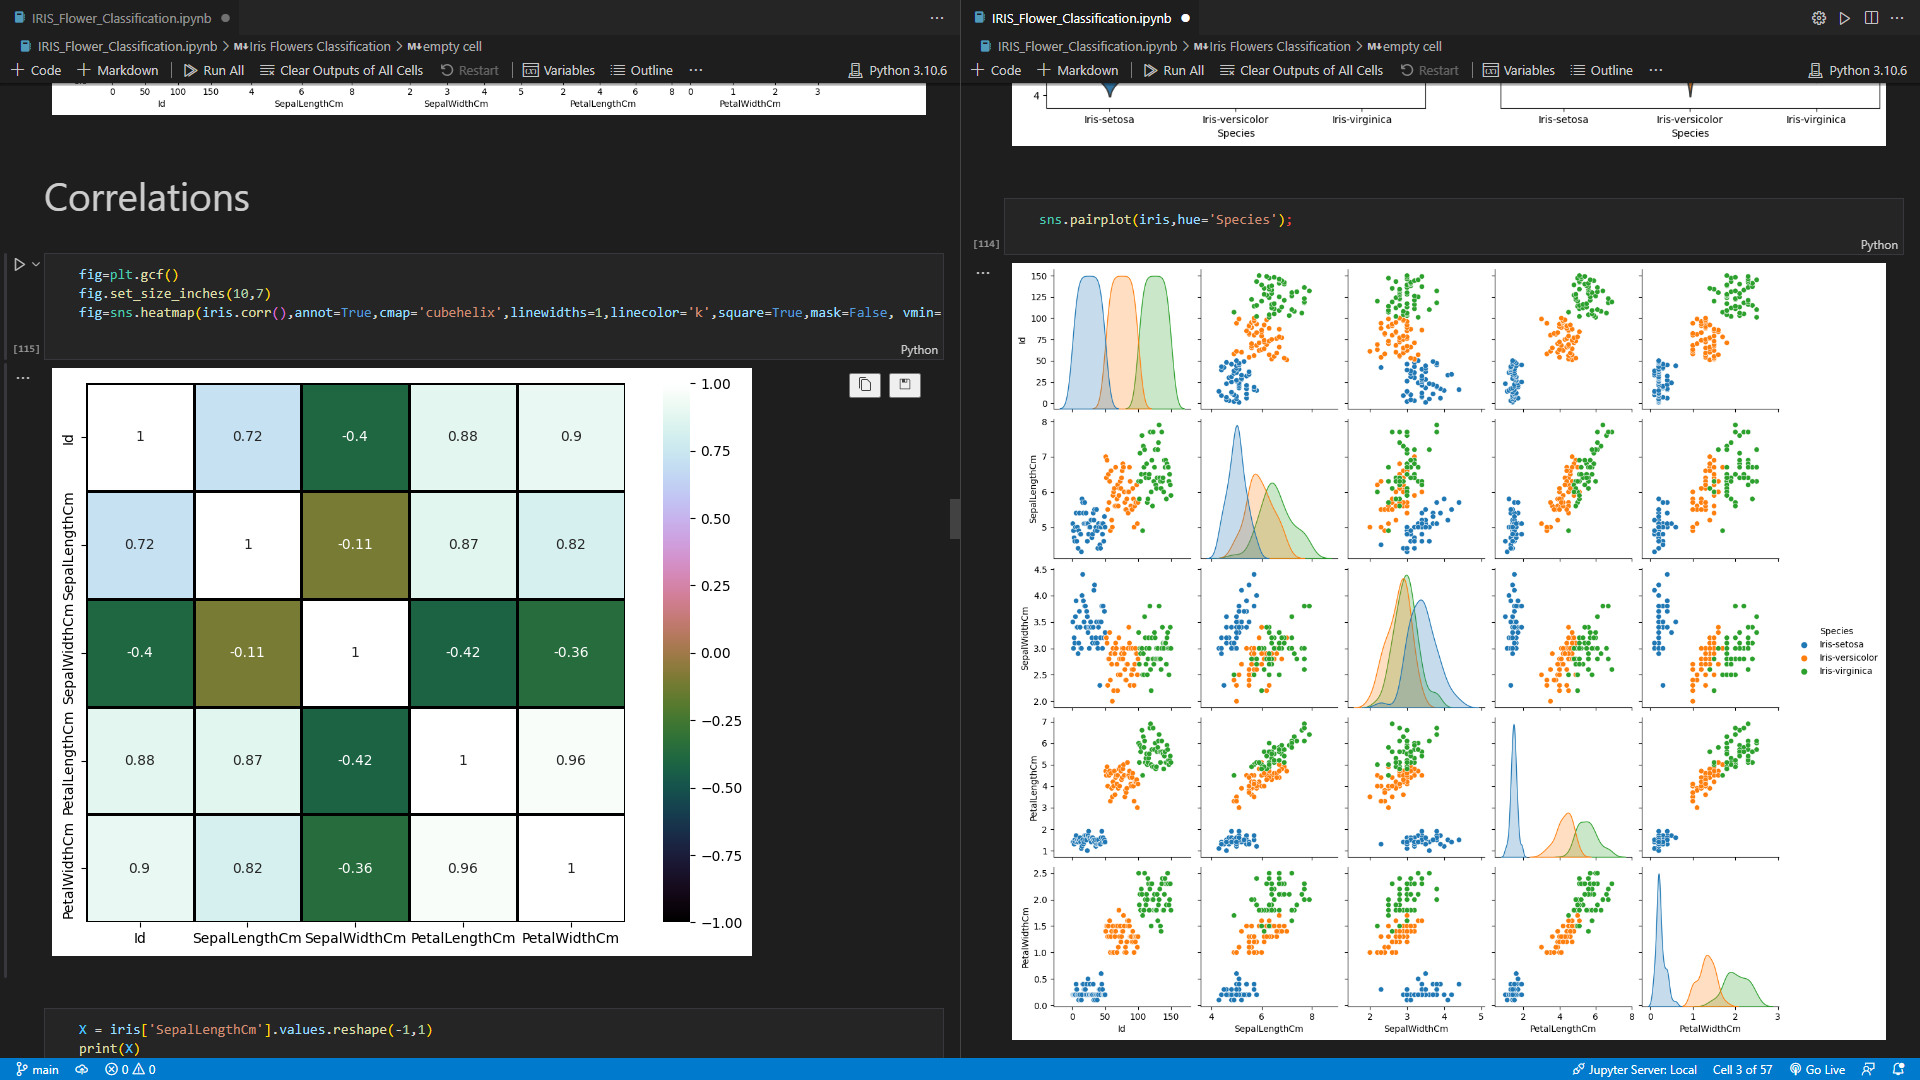 IRIS_Flower_Classification.ipynb
IRIS_Flower_Classification.ipynb > Iris Flowers Classification > empty cell
Code Markdown Run All Clear Outputs of All Cells Restart Variables Outline ... Python 3.10.6
0 50 100 150 4 6 8 2 3 4 5 2 4 6 8 0 1 2 3
Id SepalLengthCm SepalWidthCm PetalLengthCm PetalWidthCm
Correlations
fig=plt.gcf()
fig.set_size_inches(10,7)
fig=sns.heatmap(iris.corr(),annot=True,cmap='cubehelix',linewidths=1,linecolor='k',square=True,mask=False, vmin=
[115]
Python
Id 1 0.72 -0.4 0.88 0.9
SepalLengthCm 0.72 1 -0.11 0.87 0.82
SepalWidthCm -0.4 -0.11 1 -0.42 -0.36
PetalLengthCm 0.88 0.87 -0.42 1 0.96
PetalWidthCm 0.9 0.82 -0.36 0.96 1
Id SepalLengthCm SepalWidthCm PetalLengthCm PetalWidthCm
1.00
0.75
0.50
0.25
0.00
−0.25
−0.50
−0.75
−1.00
X = iris['SepalLengthCm'].values.reshape(-1,1)
print(X)
IRIS_Flower_Classification.ipynb
IRIS_Flower_Classification.ipynb > Iris Flowers Classification > empty cell
Code Markdown Run All Clear Outputs of All Cells Restart Variables Outline ... Python 3.10.6
4
Iris-setosa Iris-versicolor Iris-virginica Iris-setosa Iris-versicolor Iris-virginica
Species Species
sns.pairplot(iris,hue='Species');
[114]
Python
150
125
100
75
50
25
0
Id
8
7
6
5
SepalLengthCm
4.5
4.0
3.5
3.0
2.5
2.0
SepalWidthCm
7
6
5
4
3
2
1
PetalLengthCm
2.5
2.0
1.5
1.0
0.5
0.0
PetalWidthCm
0 50 100 150 4 6 8 2 3 4 5 2 4 6 8 0 1 2 3
Id SepalLengthCm SepalWidthCm PetalLengthCm PetalWidthCm
Species
Iris-setosa
Iris-versicolor
Iris-virginica
main 0 0 Jupyter Server: Local Cell 3 of 57 Go Live